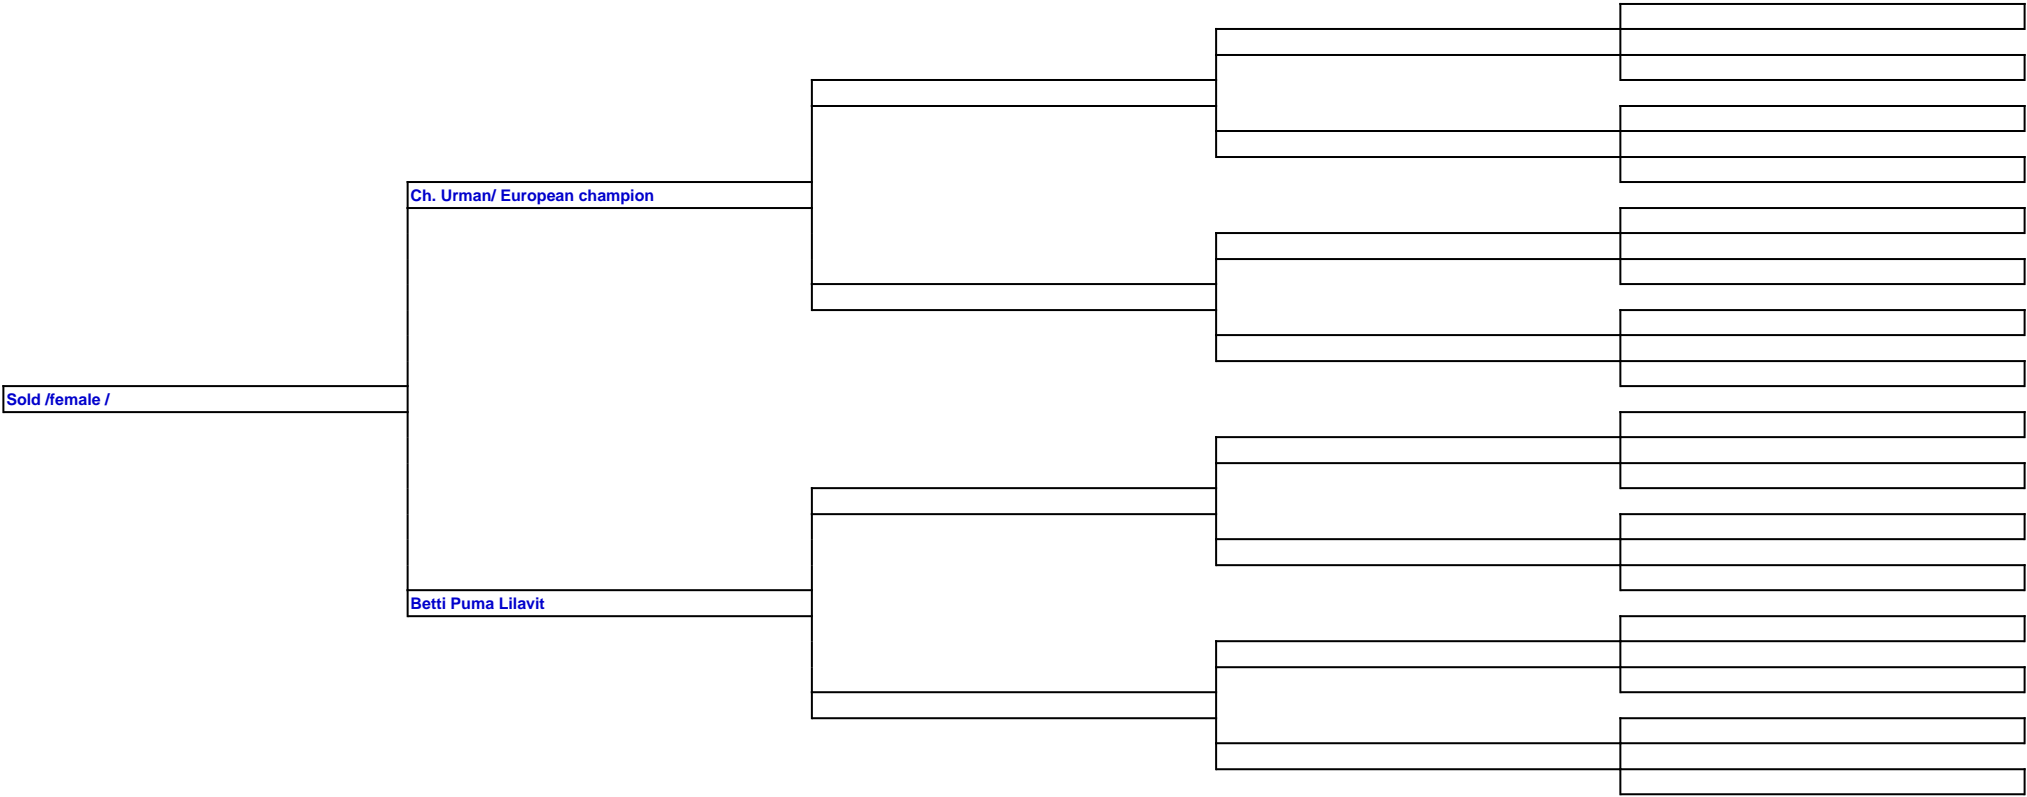 Ch. Urman/ European champion
Sold /female /
Betti Puma Lilavit